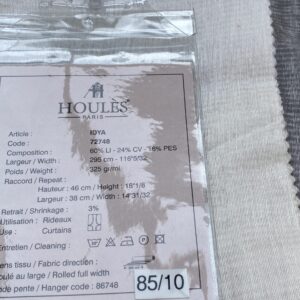 HOULÈS
PARIS
Article : IDYA
Code : 72748
Composition : 60% LI - 24% CV - 16% PES
Largeur / Width : 295 cm - 116"5/32
Poids / Weight : 325 gr/ml
Raccord / Repeat :
Hauteur : 46 cm / Height : 18"1/8
Largeur : 38 cm / Width : 14"31/32
Retrait / Shrinkage : 3%
Utilisation : Rideaux
Use : Curtains
Entretien / Cleaning :
ens tissu / Fabric direction :
oulé au large / Rolled full width
nde pente / Hanger code : 86748
85/10